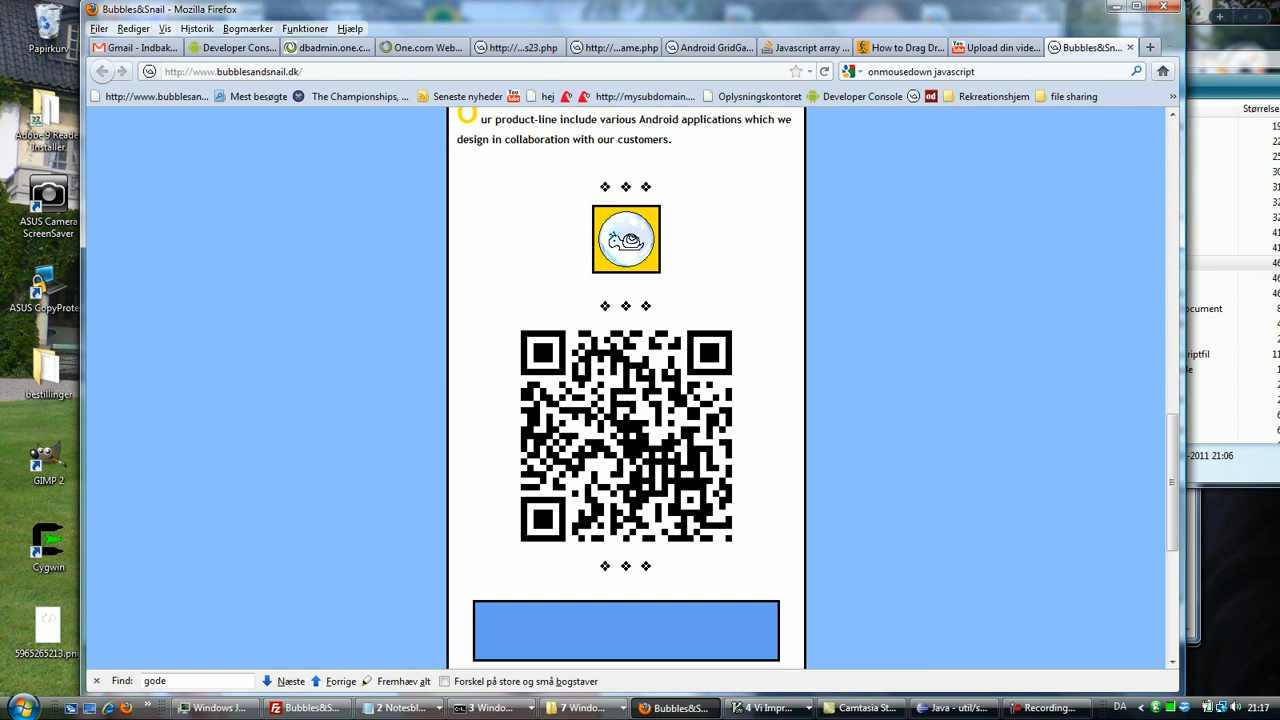 Papirkurv
Adobe 9 Reader
Installer.
ASUS Camera
ScreenSaver
ASUS CopyProte
bestillinger
GIMP 2
Cygwin
5965265213.png
Bubbles&Snail - Mozilla Firefox
Filer Rediger Vis Historik Bogmærker Funktioner Hjælp
Gmail - Indbak... Developer Cons... dbadmin.one.c... One.com Web... http:/...s23.php http:/...ame.php Android GridGa... Javascript array ... How to Drag Dr... Upload din vide... Bubbles&Sn...
http://www.bubblesandsnail.dk/ onmousedown javascript
http://www.bubblesan... Mest besøgte The Championships, ... Seneste nyheder hej http://mysubdomain.... Oplysningskontoret Developer Console Rekreationshjem file sharing »
Our product-line include various Android applications which we
design in collaboration with our customers.
Find: gode Næste Forrige Fremhæv alt Forskel på store og små bogstaver
Størrelse
ocument
riptfil
-2011 21:06
Windows J... Bubbles&S... 2 Notesbl... 3 Windo... 7 Windo... Bubbles&S... 4 Vi Impr... Camtasia St... Java - util/s... Recording... DA 21:17